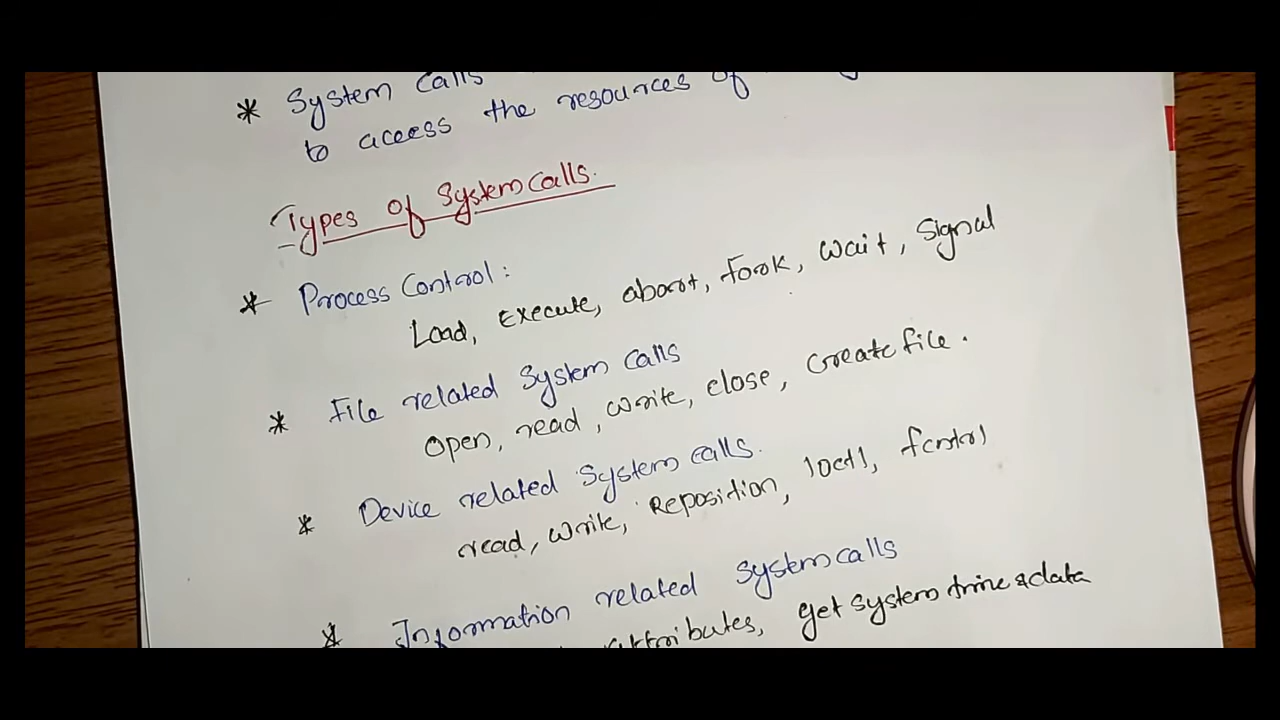 * System Calls
to access the resources of
Types of System Calls.
* Process Control:
Load, Execute, abort, fork, wait, Signal
* File related System Calls
Open, read, write, close, Create file.
* Device related System calls.
read, write, Reposition, ioctl, fcntrl
* Information related System calls
attributes, get System time & data